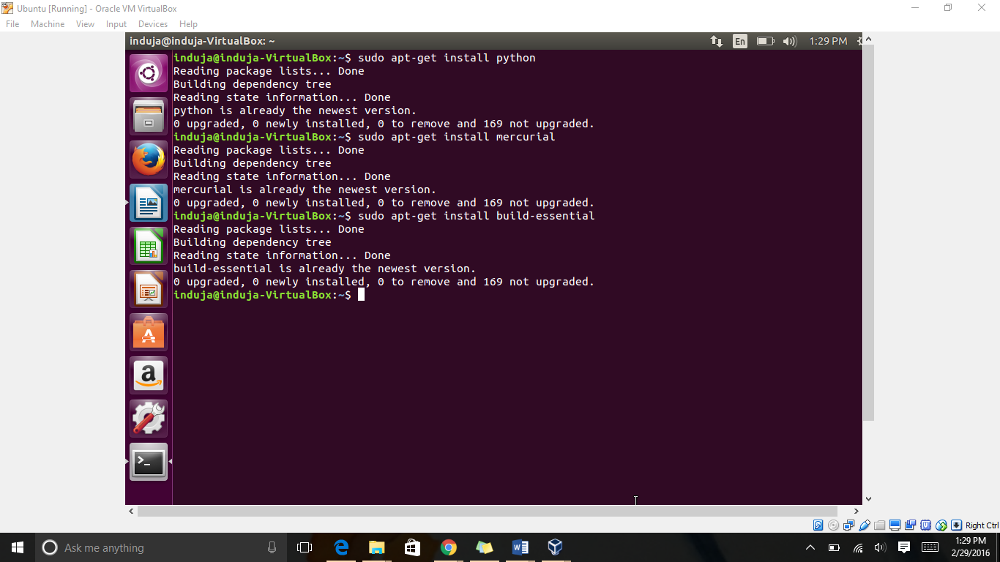 Ubuntu [Running] - Oracle VM VirtualBox
File Machine View Input Devices Help
induja@induja-VirtualBox: ~
En
1:29 PM
induja@induja-VirtualBox:~$ sudo apt-get install python
Reading package lists... Done
Building dependency tree
Reading state information... Done
python is already the newest version.
0 upgraded, 0 newly installed, 0 to remove and 169 not upgraded.
induja@induja-VirtualBox:~$ sudo apt-get install mercurial
Reading package lists... Done
Building dependency tree
Reading state information... Done
mercurial is already the newest version.
0 upgraded, 0 newly installed, 0 to remove and 169 not upgraded.
induja@induja-VirtualBox:~$ sudo apt-get install build-essential
Reading package lists... Done
Building dependency tree
Reading state information... Done
build-essential is already the newest version.
0 upgraded, 0 newly installed, 0 to remove and 169 not upgraded.
induja@induja-VirtualBox:~$
Right Ctrl
Ask me anything
1:29 PM
2/29/2016